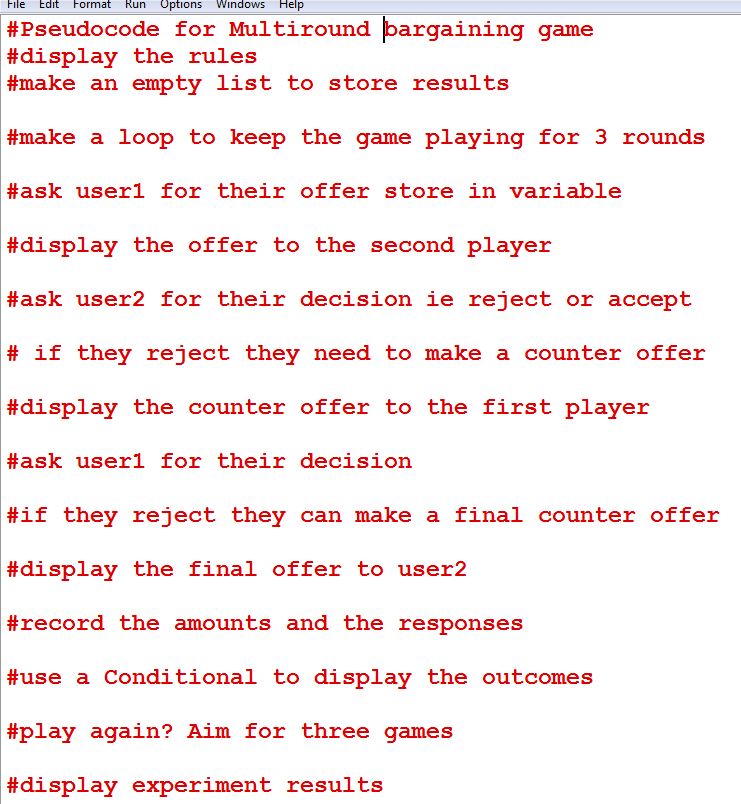 File Edit Format Run Options Windows Help
#Pseudocode for Multiround bargaining game
#display the rules
#make an empty list to store results
#make a loop to keep the game playing for 3 rounds
#ask user1 for their offer store in variable
#display the offer to the second player
#ask user2 for their decision ie reject or accept
# if they reject they need to make a counter offer
#display the counter offer to the first player
#ask user1 for their decision
#if they reject they can make a final counter offer
#display the final offer to user2
#record the amounts and the responses
#use a Conditional to display the outcomes
#play again? Aim for three games
#display experiment results